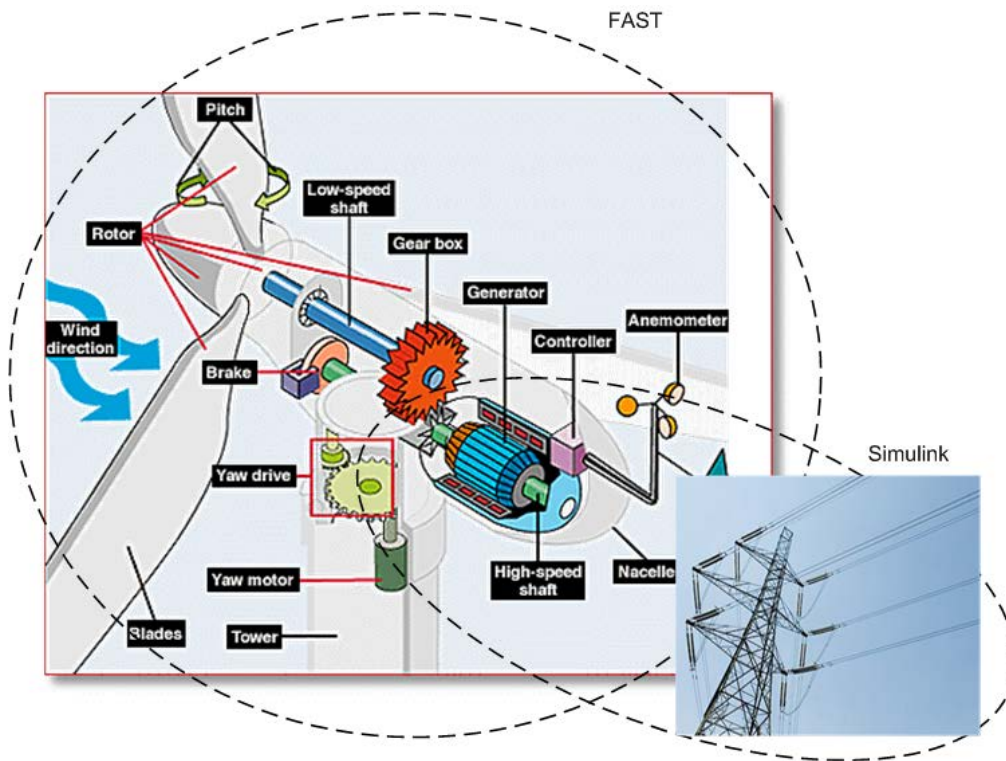 FAST
Pitch
Low-speed
shaft
Rotor
Gear box
Generator
Anemometer
Controller
Wind
direction
Brake
Simulink
Yaw drive
Yaw motor
High-speed
shaft
Nacelle
Blades
Tower